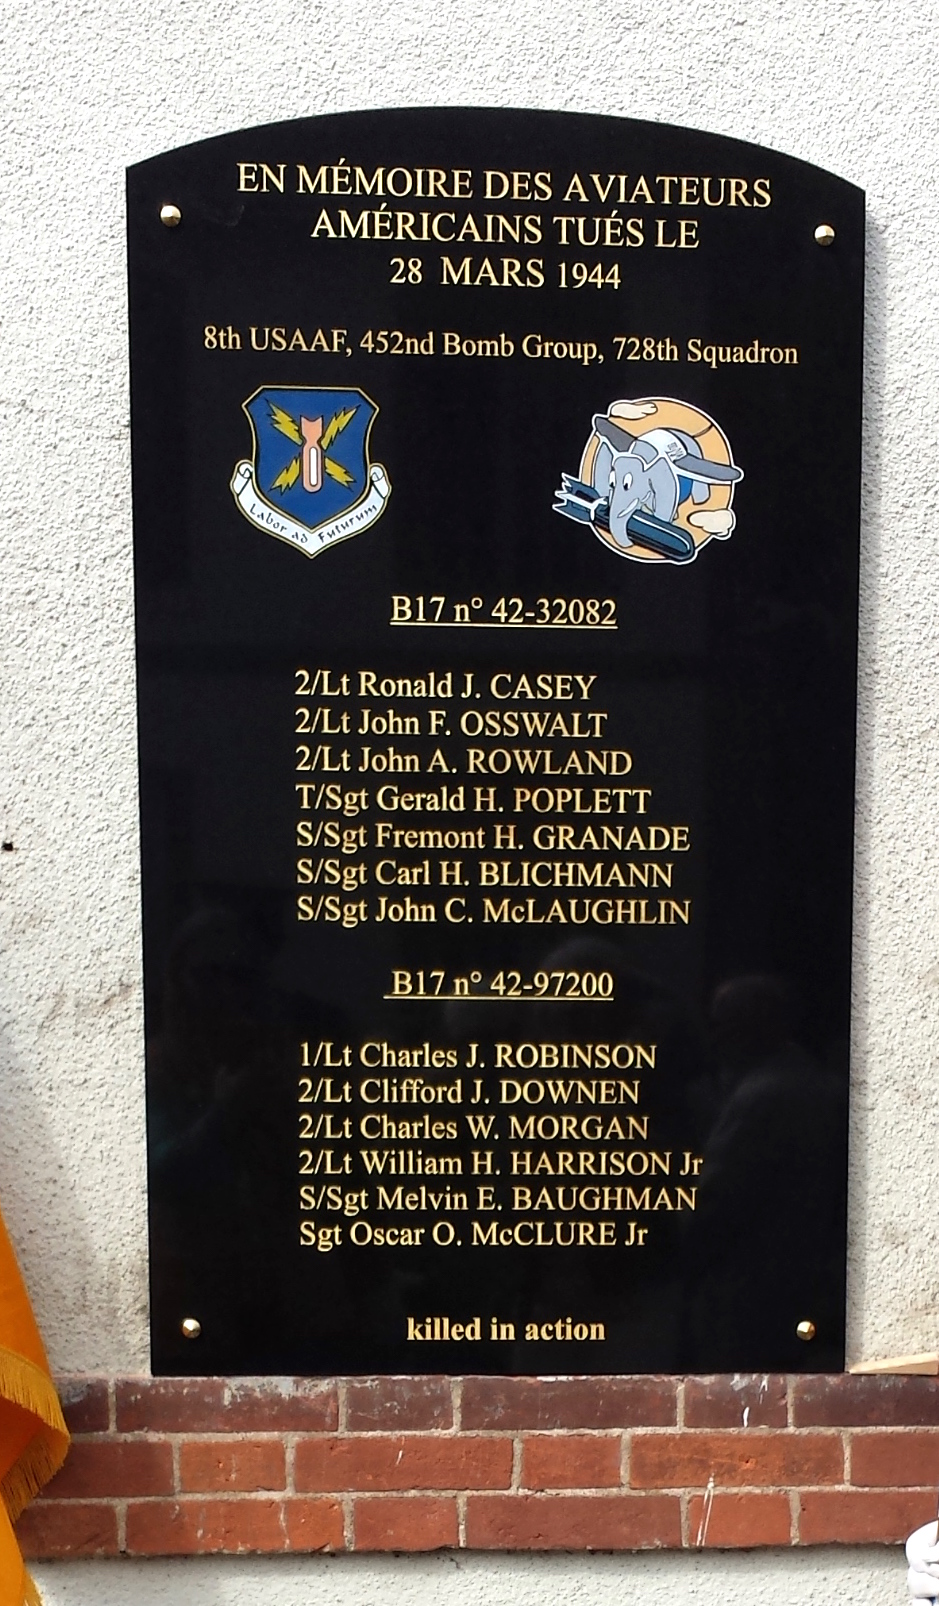 EN MÉMOIRE DES AVIATEURS
AMÉRICAINS TUÉS LE
28 MARS 1944
8th USAAF, 452nd Bomb Group, 728th Squadron
Labor ad Futurum
B17 n° 42-32082
2/Lt Ronald J. CASEY
2/Lt John F. OSSWALT
2/Lt John A. ROWLAND
T/Sgt Gerald H. POPLETT
S/Sgt Fremont H. GRANADE
S/Sgt Carl H. BLICHMANN
S/Sgt John C. McLAUGHLIN
B17 n° 42-97200
1/Lt Charles J. ROBINSON
2/Lt Clifford J. DOWNEN
2/Lt Charles W. MORGAN
2/Lt William H. HARRISON Jr
S/Sgt Melvin E. BAUGHMAN
Sgt Oscar O. McCLURE Jr
killed in action